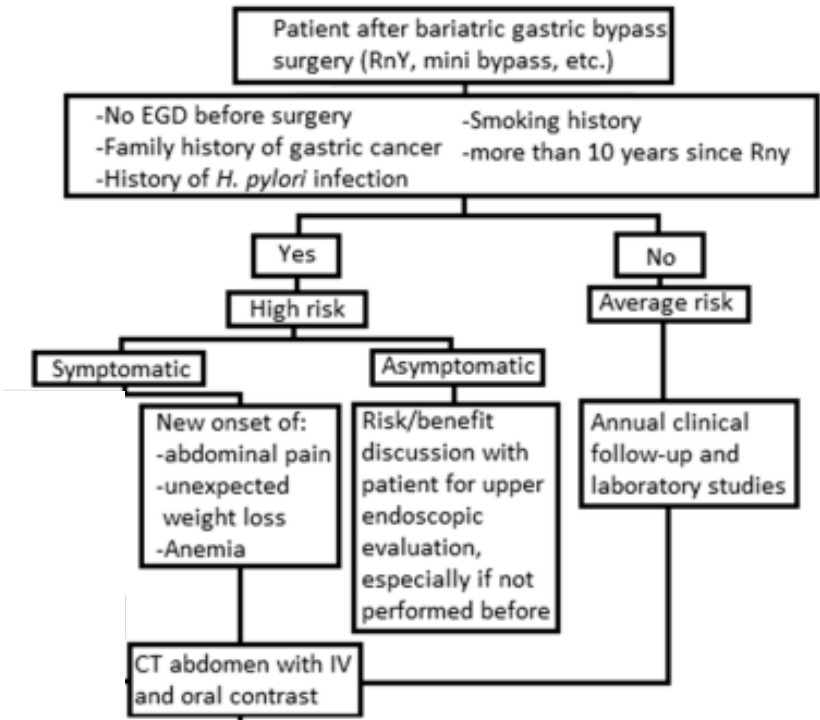 Patient after bariatric gastric bypass
surgery (RnY, mini bypass, etc.)
-No EGD before surgery
-Family history of gastric cancer
-History of H. pylori infection
-Smoking history
-more than 10 years since Rny
Yes
No
High risk
Average risk
Symptomatic
Asymptomatic
New onset of:
-abdominal pain
-unexpected
weight loss
-Anemia
Risk/benefit
discussion with
patient for upper
endoscopic
evaluation,
especially if not
performed before
Annual clinical
follow-up and
laboratory studies
CT abdomen with IV
and oral contrast